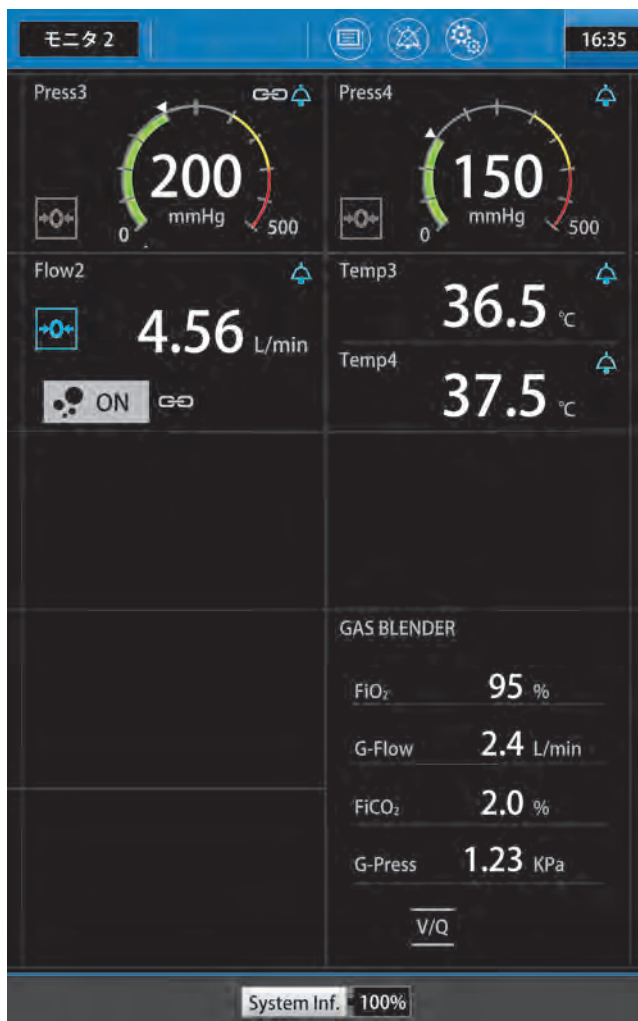 モニタ 2
16:35
Press3
200
mmHg
0
500
Press4
150
mmHg
0
500
Flow2
→0←
4.56 L/min
ON
Temp3
36.5 ℃
Temp4
37.5 ℃
GAS BLENDER
FiO₂ 95 %
G-Flow 2.4 L/min
FiCO₂ 2.0 %
G-Press 1.23 KPa
V/Q
System Inf. 100%